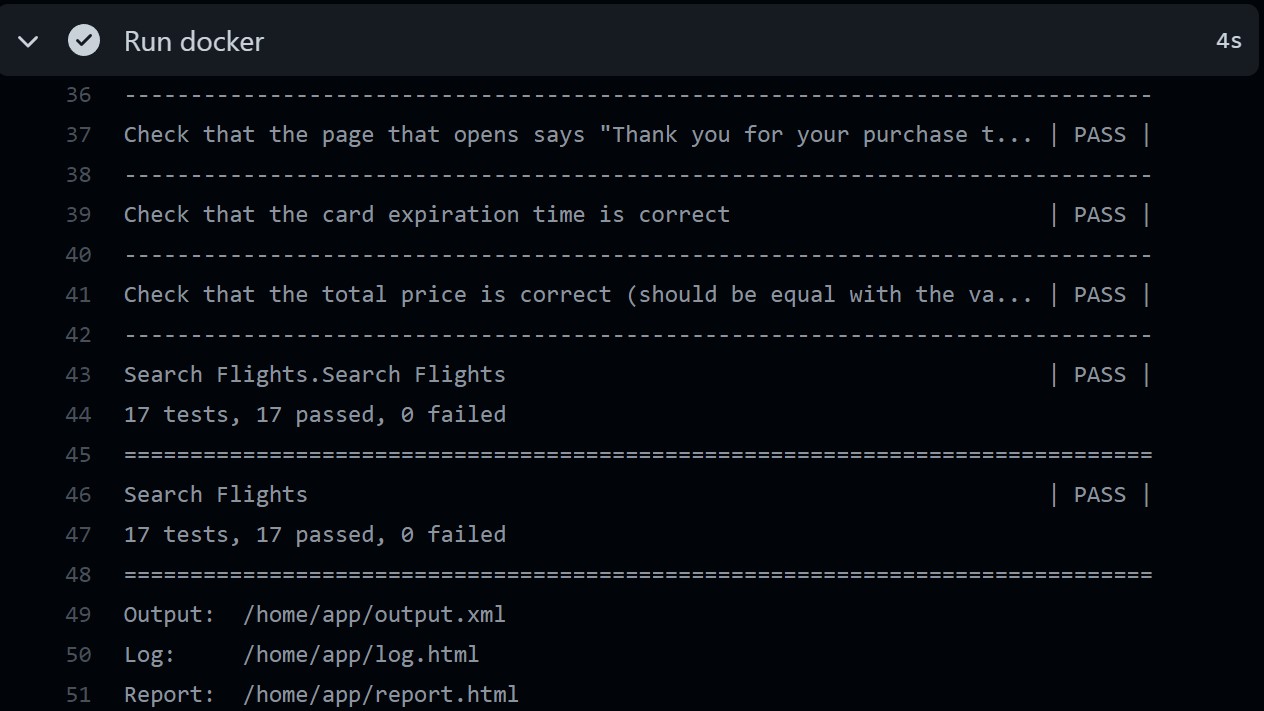 Run docker 4s
36 ------------------------------------------------------------------------------
37 Check that the page that opens says "Thank you for your purchase t... | PASS |
38 ------------------------------------------------------------------------------
39 Check that the card expiration time is correct                        | PASS |
40 ------------------------------------------------------------------------------
41 Check that the total price is correct (should be equal with the va... | PASS |
42 ------------------------------------------------------------------------------
43 Search Flights.Search Flights                                         | PASS |
44 17 tests, 17 passed, 0 failed
45 ==============================================================================
46 Search Flights                                                        | PASS |
47 17 tests, 17 passed, 0 failed
48 ==============================================================================
49 Output:  /home/app/output.xml
50 Log:     /home/app/log.html
51 Report:  /home/app/report.html